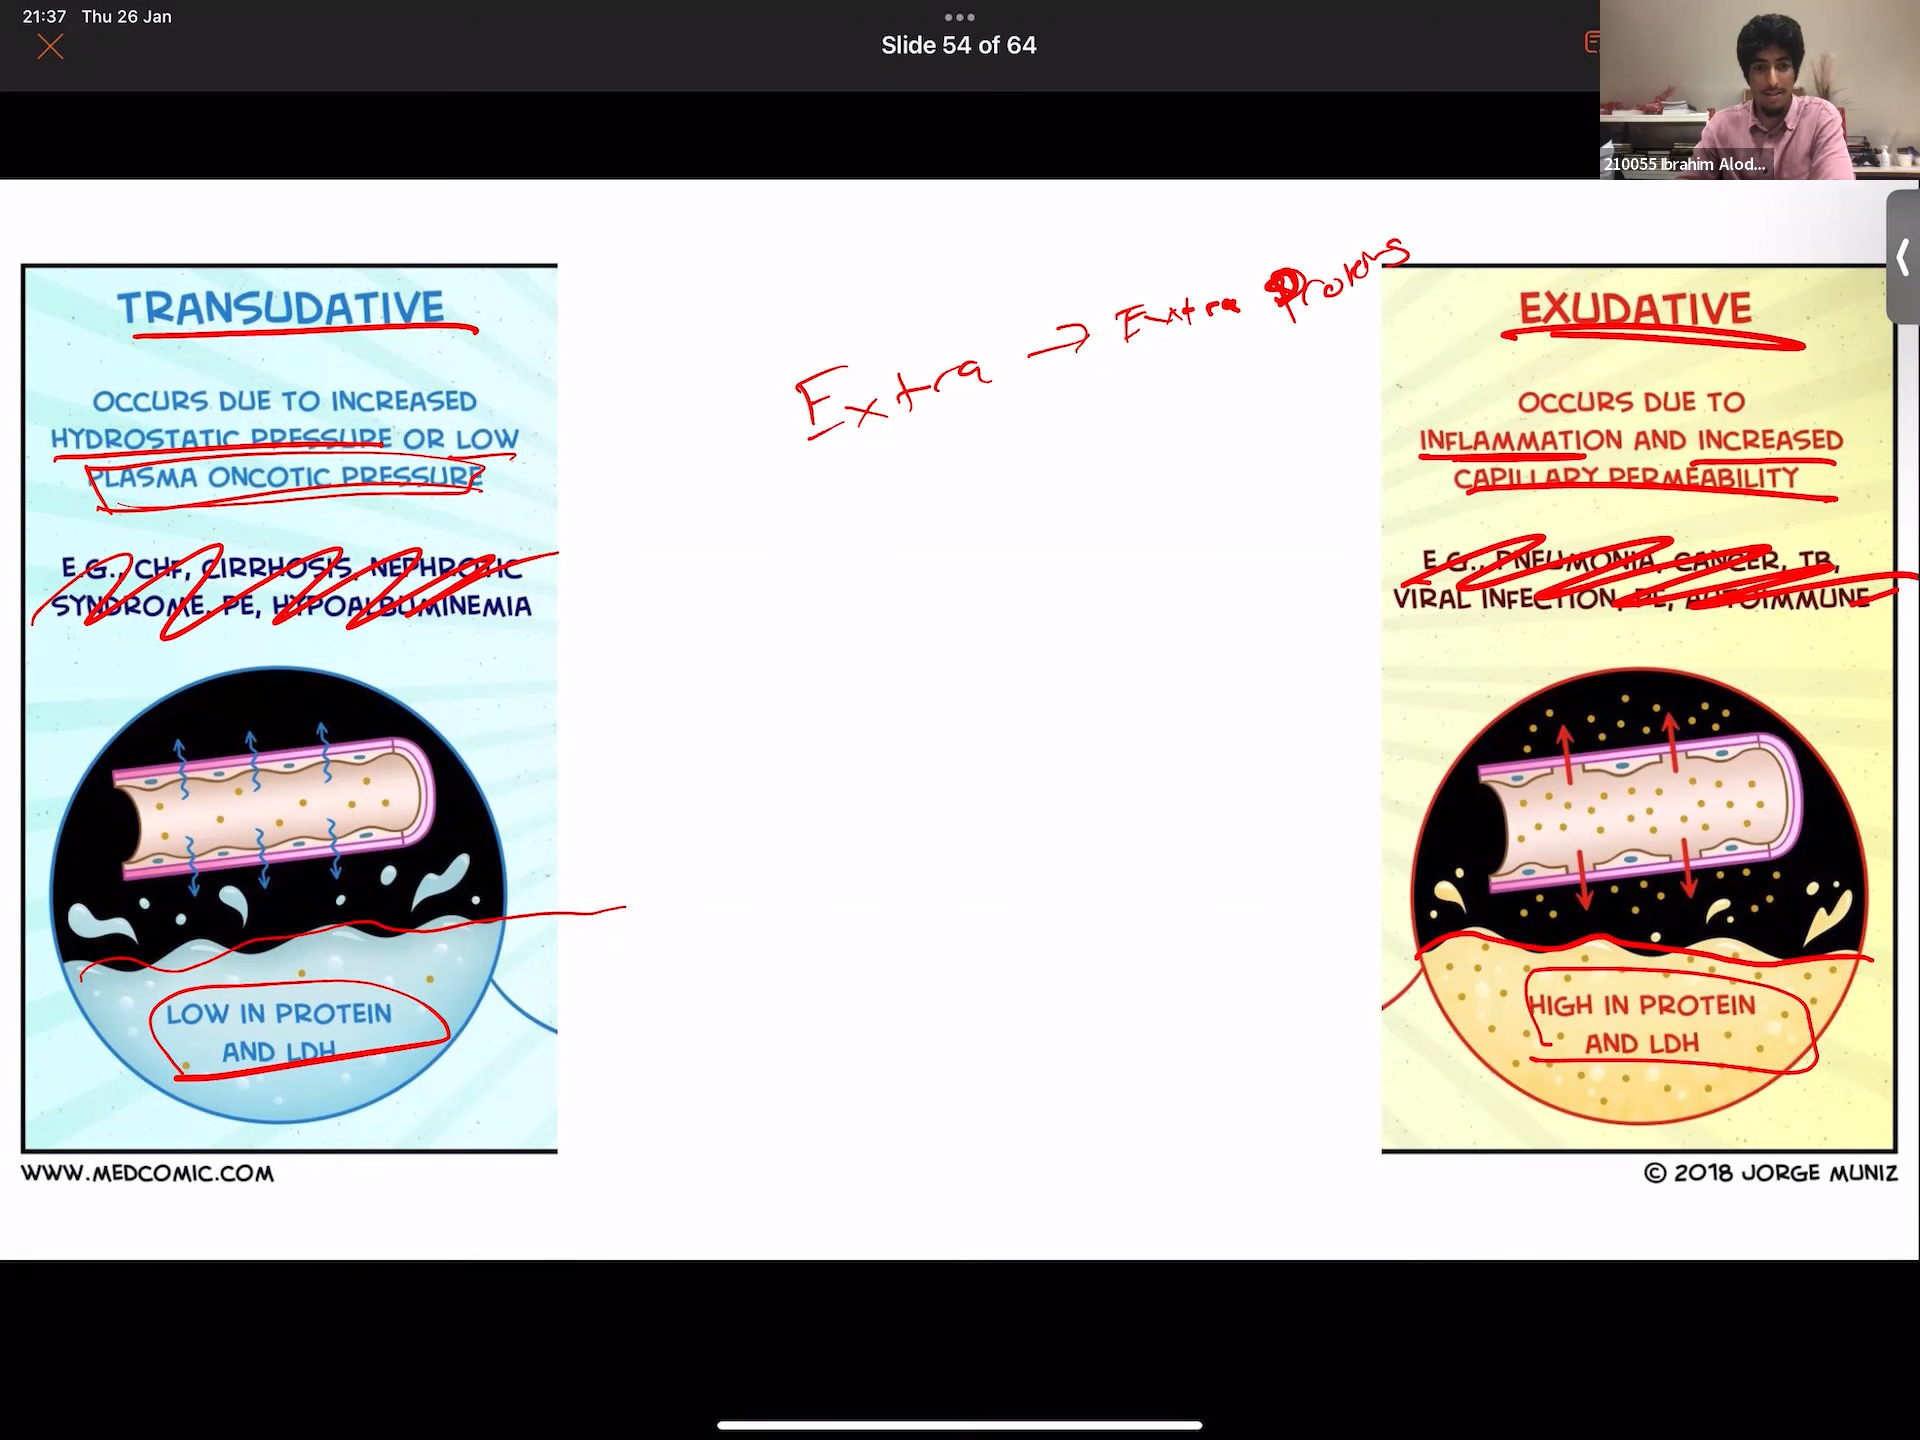 21:37 Thu 26 Jan
Slide 54 of 64
210055 Ibrahim Alod...
TRANSUDATIVE
OCCURS DUE TO INCREASED
HYDROSTATIC PRESSURE OR LOW
PLASMA ONCOTIC PRESSURE
E.G., CHF, CIRRHOSIS, NEPHROTIC
SYNDROME, PE, HYPOALBUMINEMIA
LOW IN PROTEIN
AND LDH
WWW.MEDCOMIC.COM
Extra → Extra Proteins
EXUDATIVE
OCCURS DUE TO
INFLAMMATION AND INCREASED
CAPILLARY PERMEABILITY
E.G., PNEUMONIA, CANCER, TB,
VIRAL INFECTION, PE, AUTOIMMUNE
HIGH IN PROTEIN
AND LDH
© 2018 JORGE MUNIZ